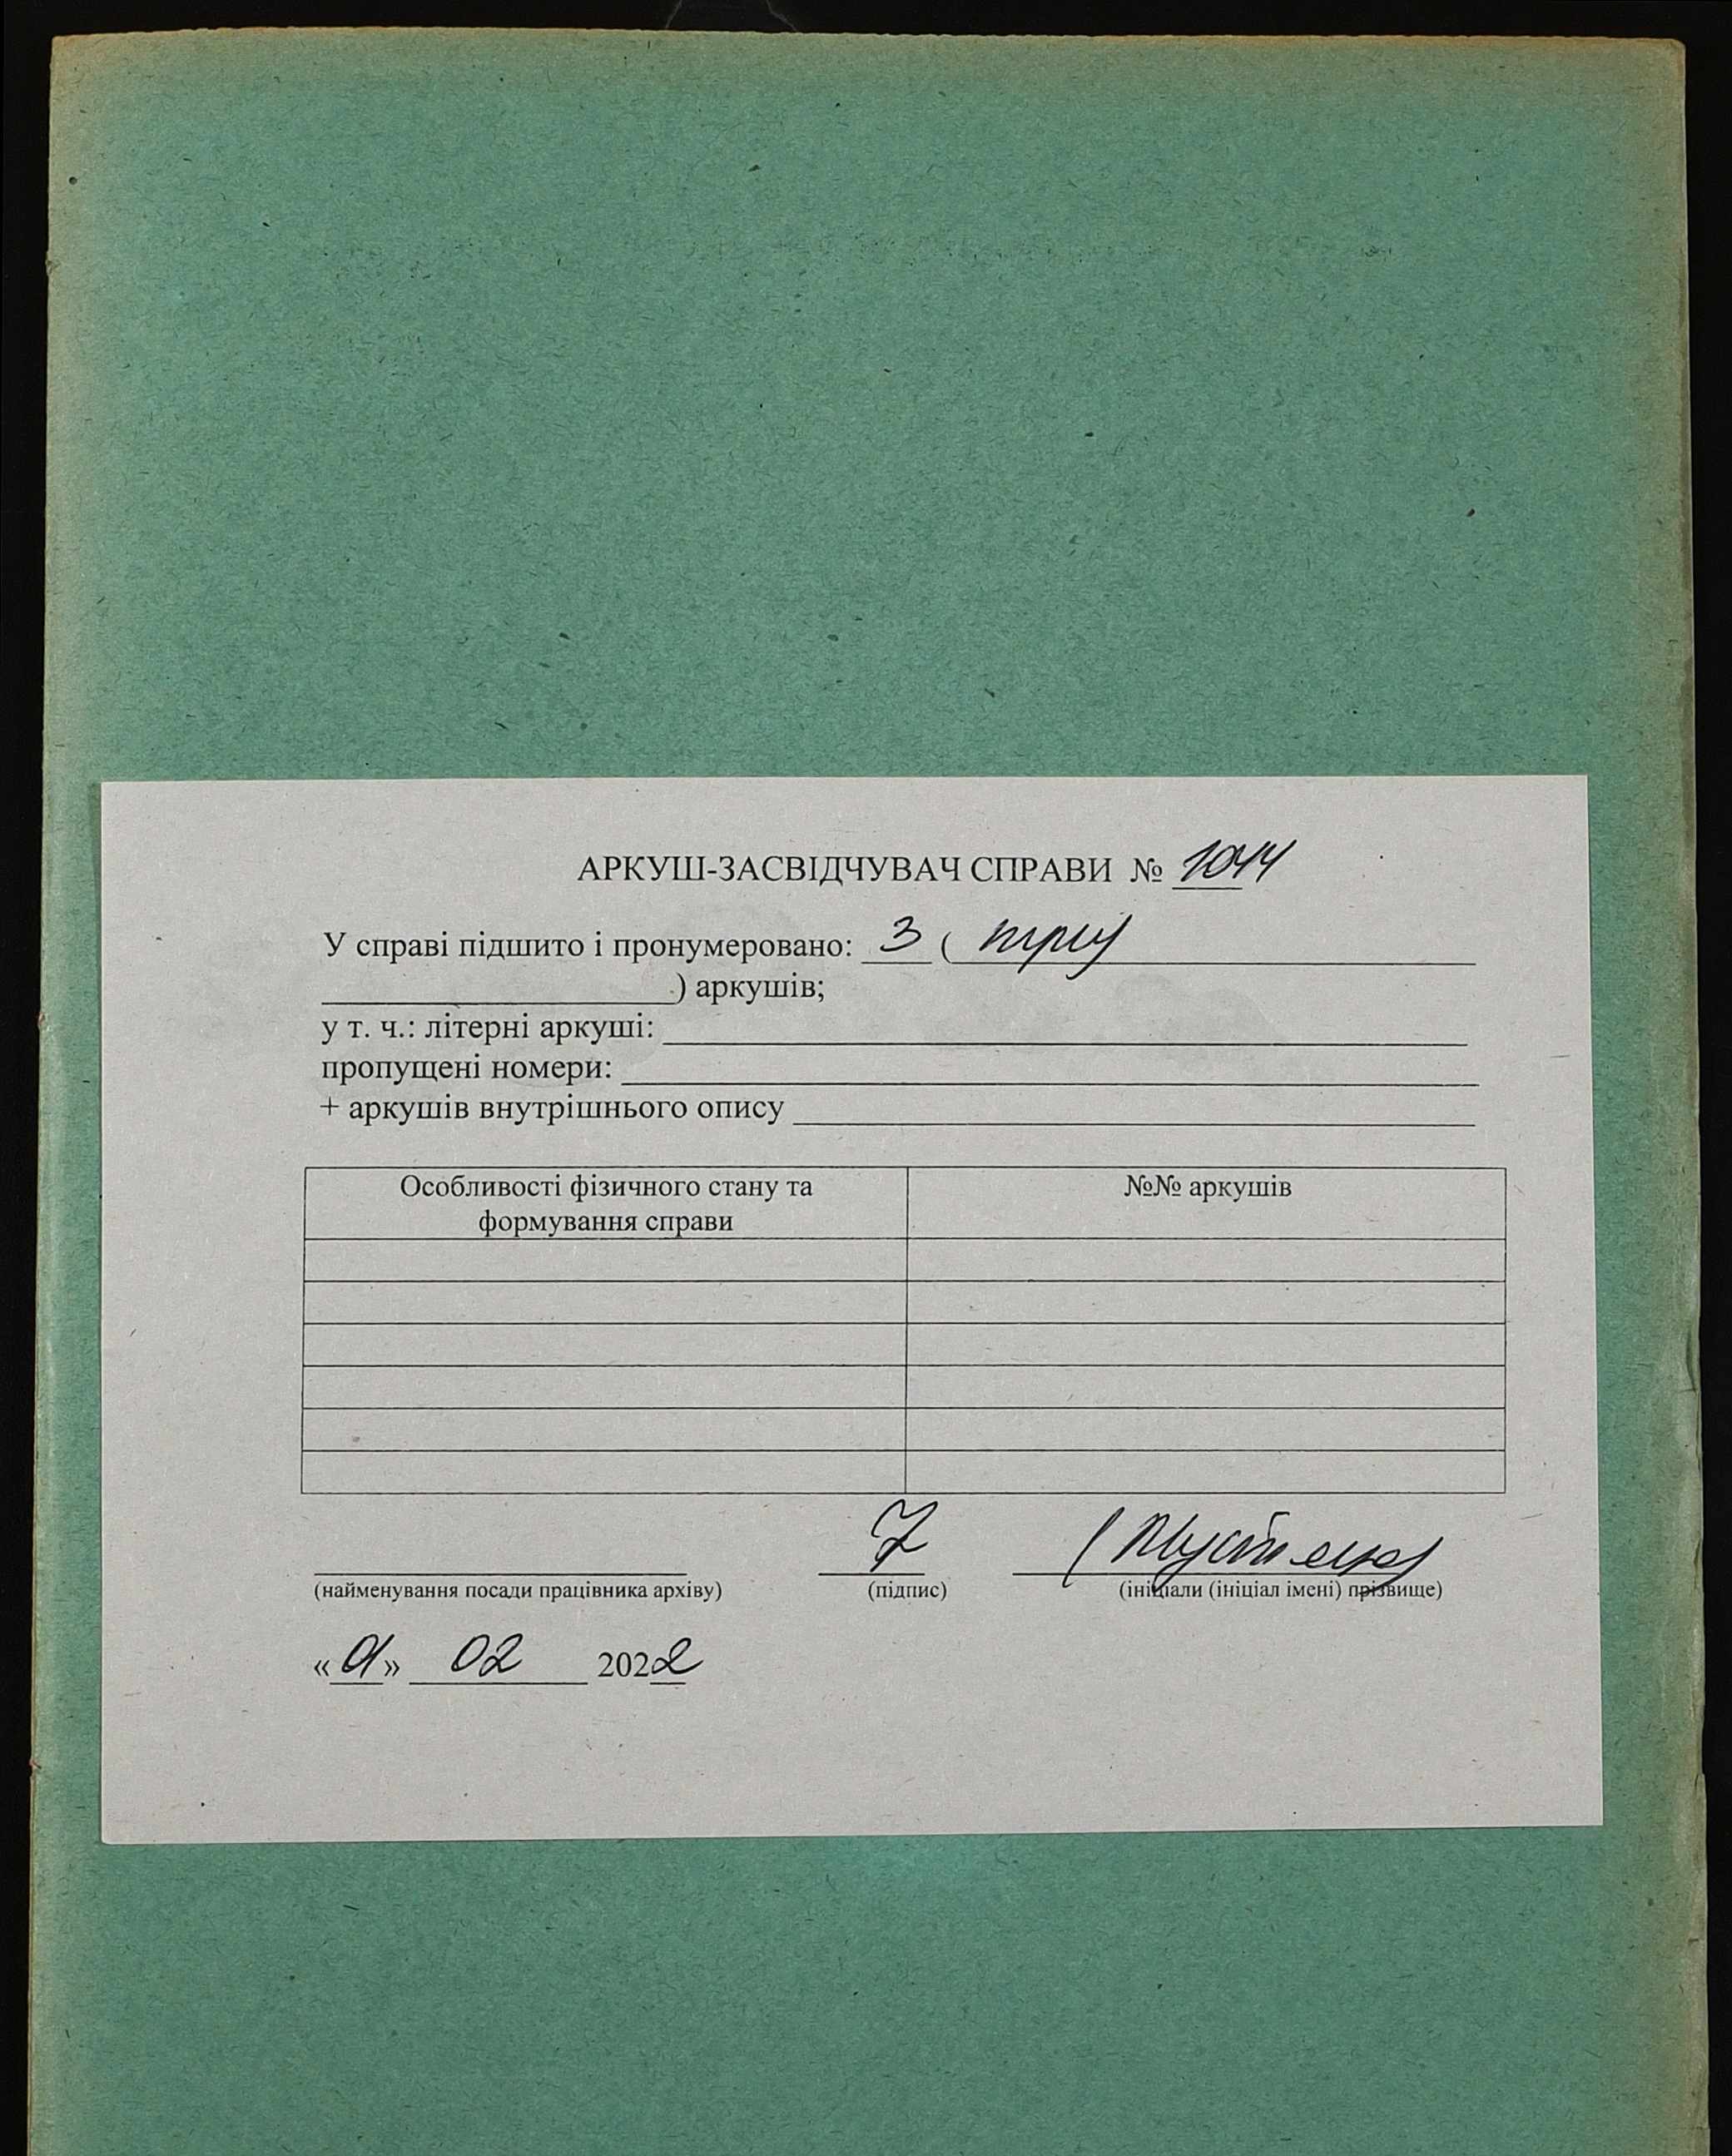 АРКУШ-ЗАСВІДЧУВАЧ СПРАВИ № 1044
У справі підшито і пронумеровано: 3 ( три
) аркушів;
у т. ч.: літерні аркуші:
пропущені номери:
+ аркушів внутрішнього опису
Особливості фізичного стану та формування справи
№№ аркушів
(найменування посади працівника архіву)
(підпис)
(ініціали (ініціал імені) прізвище)
« » 02 2022